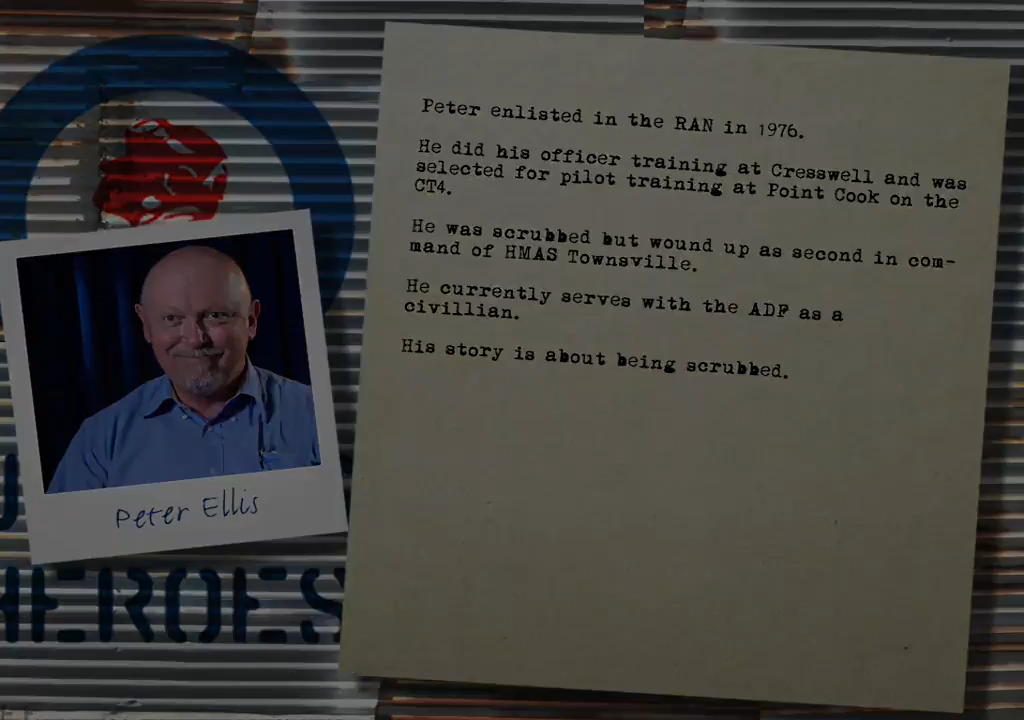 Peter enlisted in the RAN in 1976.
He did his officer training at Cresswell and was
selected for pilot training at Point Cook on the
CT4.
He was scrubbed but wound up as second in com-
mand of HMAS Townsville.
He currently serves with the ADF as a
civillian.
His story is about being scrubbed.
Peter Ellis
HEROES